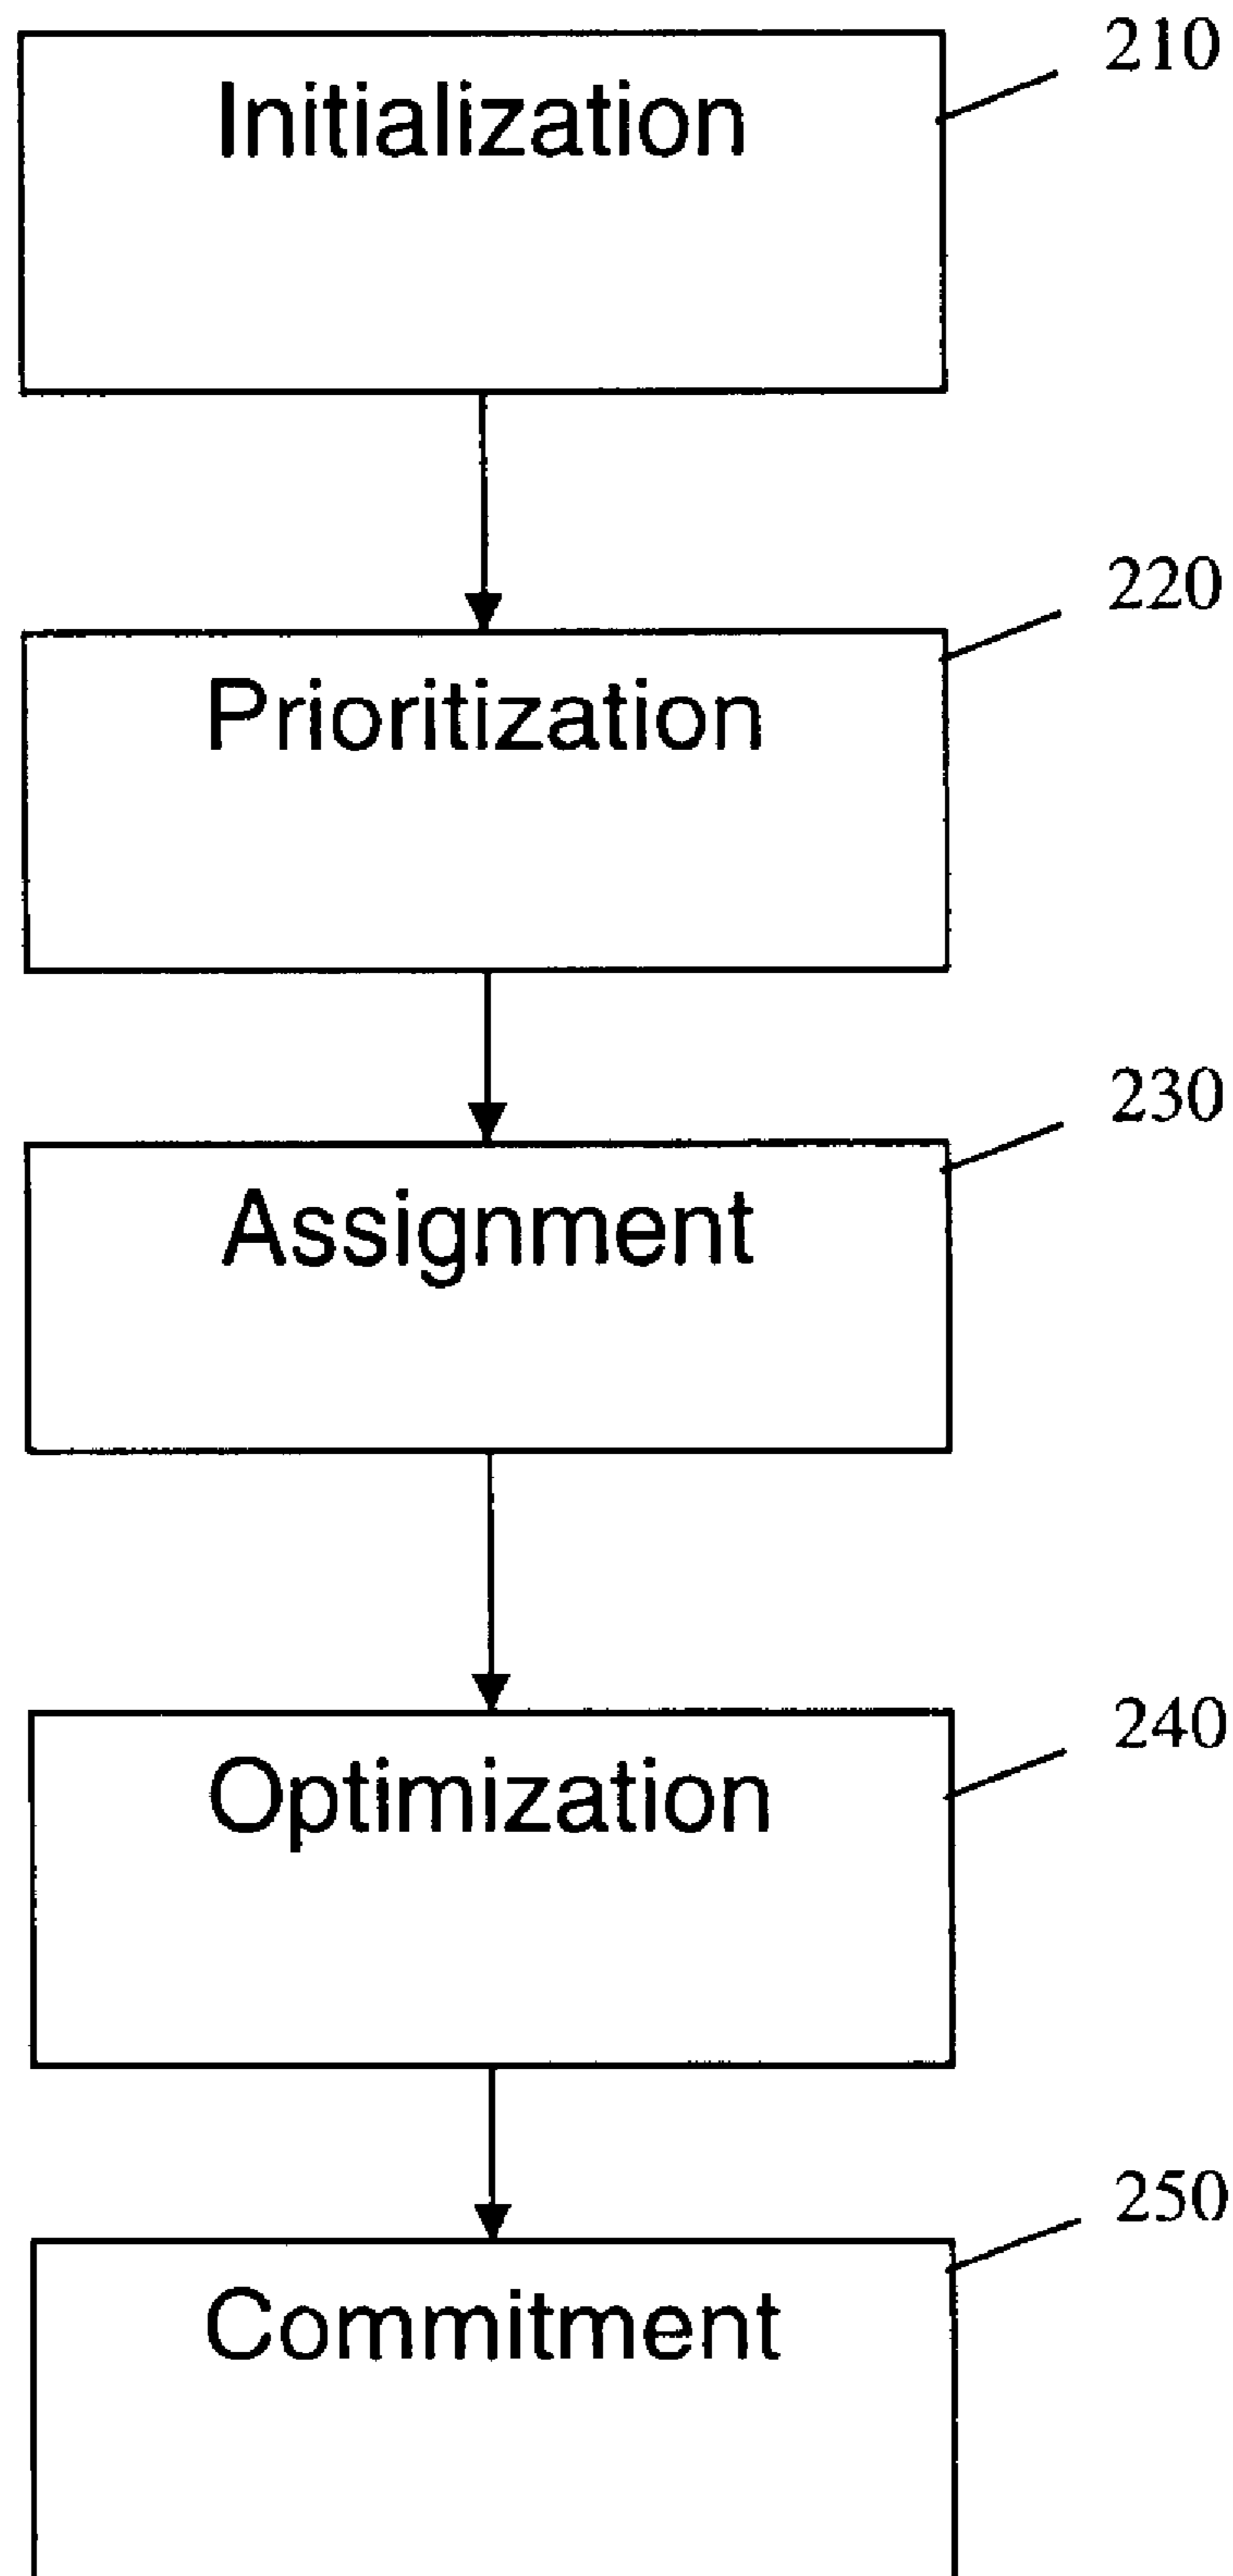 210
Initialization
220
Prioritization
230
Assignment
240
Optimization
250
Commitment